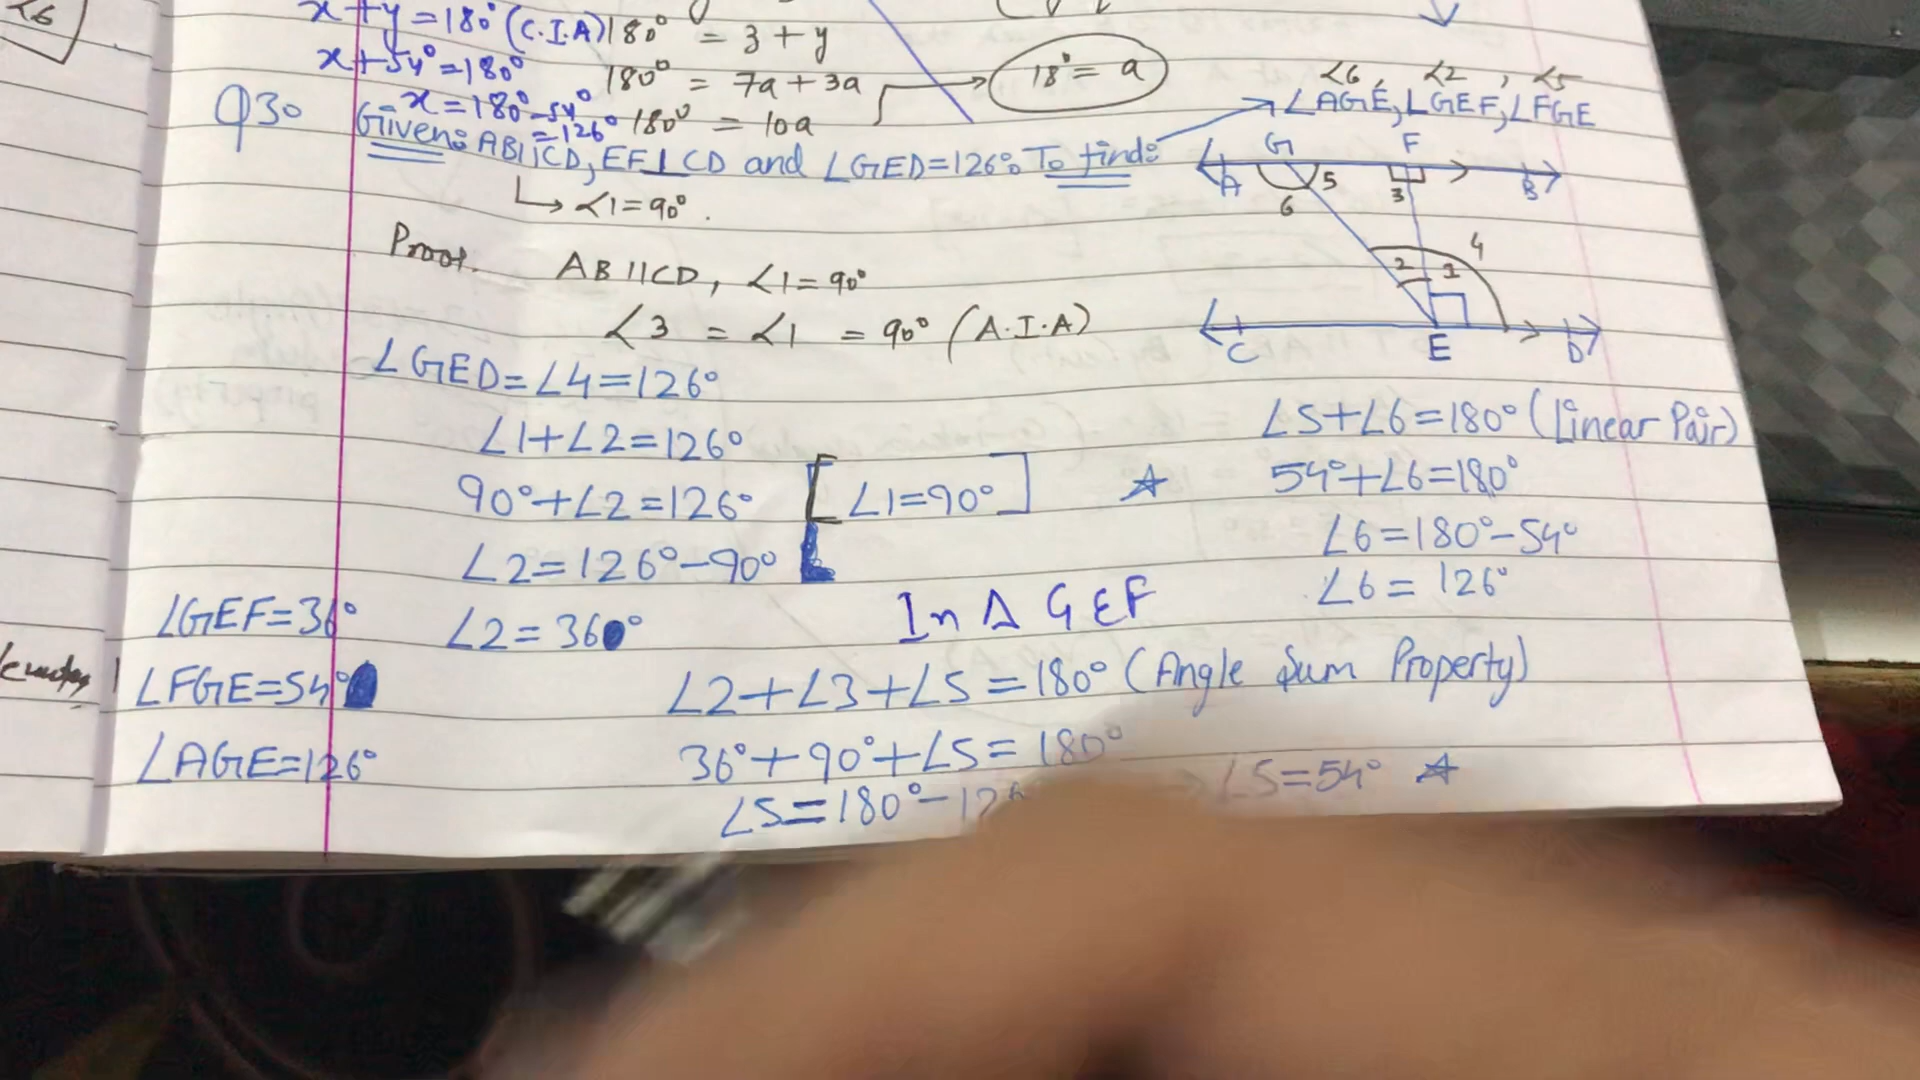 ∠6
x+y=180° (C.I.A) 180° = 3+y
x+54°=180° 180° = 7a+3a 18°= a
x=180°-54° 180° = 10a
=126°
∠6, ∠2, ∠5
∠AGE, ∠GEF, ∠FGE
Q30 Given: AB||CD, EF⊥CD and ∠GED=126° To find:
↳ ∠1=90°.
G F
A 5 3 B
6
4
2 1
C E D
Proof. AB||CD, ∠1=90°
∠3 = ∠1 = 90° (A.I.A)
∠GED=∠4=126°
∠1+∠2=126°
90°+∠2=126° [∠1=90°]
∠2=126°-90°
∠2=36°
☆ ∠5+∠6=180° (Linear Pair)
54°+∠6=180°
∠6=180°-54°
∠6= 126°
In Δ GEF
∠2+∠3+∠5=180° (Angle Sum Property)
36°+90°+∠5=180°
∠5=180°-126
∠5=54° ☆
∠GEF=36°
∠FGE=54°
∠AGE=126°